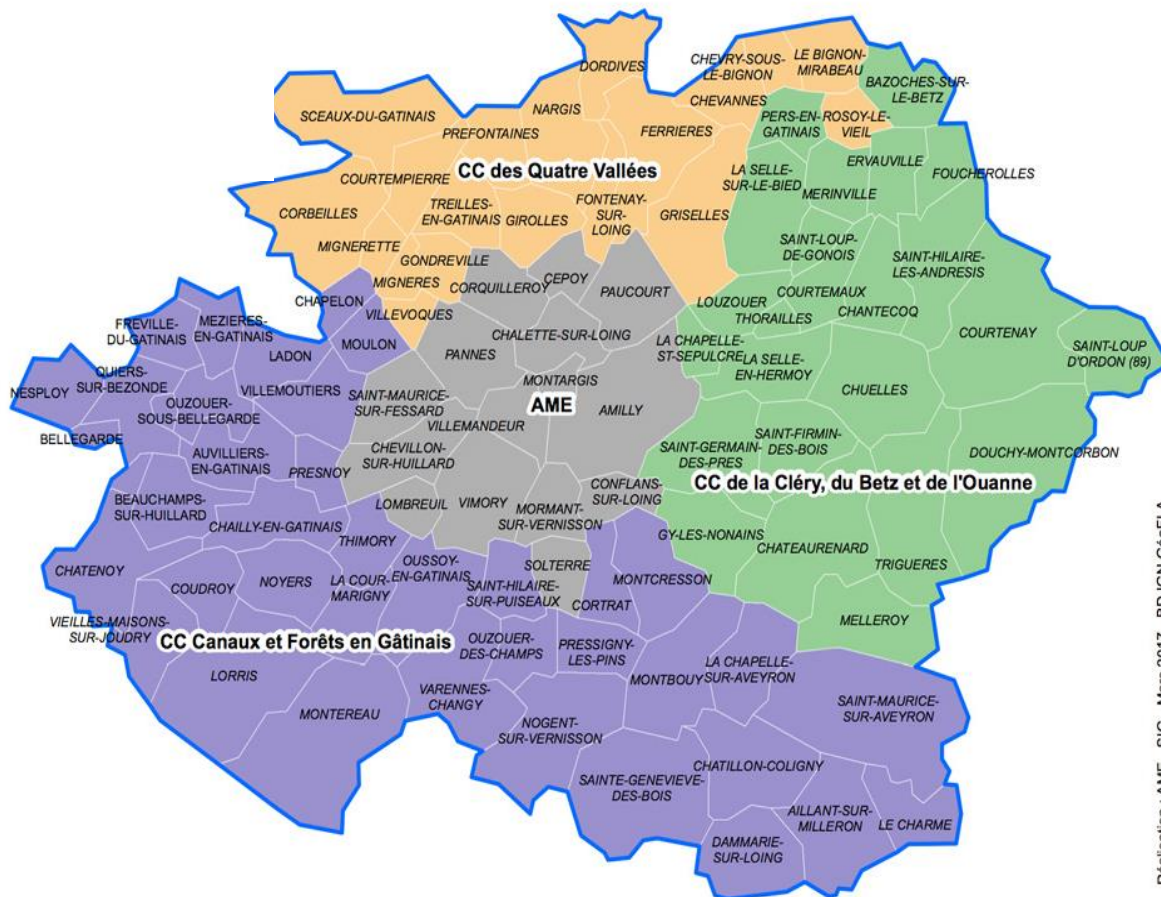 DORDIVES
CHEVRY-SOUS-
LE-BIGNON
LE BIGNON-
MIRABEAU
BAZOCHES-SUR-
LE-BETZ
SCEAUX-DU-GATINAIS
NARGIS
CHEVANNES
PREFONTAINES
FERRIERES
PERS-EN-
GATINAIS
ROSOY-LE-
VIEIL
CC des Quatre Vallées
ERVAUVILLE
FOUCHEROLLES
COURTEMPIERRE
LA SELLE-
SUR-LE-BIED
MERINVILLE
CORBEILLES
TREILLES-
EN-GATINAIS
GIROLLES
FONTENAY-
SUR-
LOING
GRISELLES
MIGNERETTE
GONDREVILLE
SAINT-LOUP-
DE-GONOIS
SAINT-HILAIRE-
LES-ANDRESIS
MIGNERES
CORQUILLEROY
CEPOY
PAUCOURT
CHAPELON
VILLEVOQUES
LOUZOUER
COURTEMAUX
THORAILLES
CHANTECOQ
FREVILLE-
DU-GATINAIS
MEZIERES-
EN-GATINAIS
MOULON
CHALETTE-SUR-LOING
COURTENAY
LADON
PANNES
LA CHAPELLE-
ST-SEPULCRE
LA SELLE-
EN-HERMOY
SAINT-LOUP
D'ORDON (89)
NESPLOY
QUIERS-
SUR-BEZONDE
VILLEMOUTIERS
SAINT-MAURICE-
SUR-FESSARD
MONTARGIS
CHUELLES
AME
AMILLY
OUZOUER-
SOUS-BELLEGARDE
VILLEMANDEUR
BELLEGARDE
AUVILLIERS-
EN-GATINAIS
PRESNOY
CHEVILLON-
SUR-HUILLARD
SAINT-GERMAIN-
DES-PRES
SAINT-FIRMIN-
DES-BOIS
DOUCHY-MONTCORBON
CC de la Cléry, du Betz et de l'Ouanne
BEAUCHAMPS-
SUR-HUILLARD
CHAILLY-EN-GATINAIS
LOMBREUIL
VIMORY
MORMANT-
SUR-VERNISSON
CONFLANS-
SUR-LOING
THIMORY
GY-LES-NONAINS
CHATEAURENARD
TRIGUERES
CHATENOY
COUDROY
NOYERS
LA COUR-
MARIGNY
OUSSOY-
EN-GATINAIS
SAINT-HILAIRE-
SUR-PUISEAUX
SOLTERRE
CORTRAT
MONTCRESSON
MELLEROY
VIEILLES-MAISONS-
SUR-JOUDRY
CC Canaux et Forêts en Gâtinais
OUZOUER-
DES-CHAMPS
PRESSIGNY-
LES-PINS
LORRIS
MONTBOUY
LA CHAPELLE-
SUR-AVEYRON
MONTEREAU
VARENNES-
CHANGY
NOGENT-
SUR-VERNISSON
SAINT-MAURICE-
SUR-AVEYRON
SAINTE-GENEVIEVE-
DES-BOIS
CHATILLON-COLIGNY
AILLANT-SUR-
MILLERON
LE CHARME
DAMMARIE-
SUR-LOING